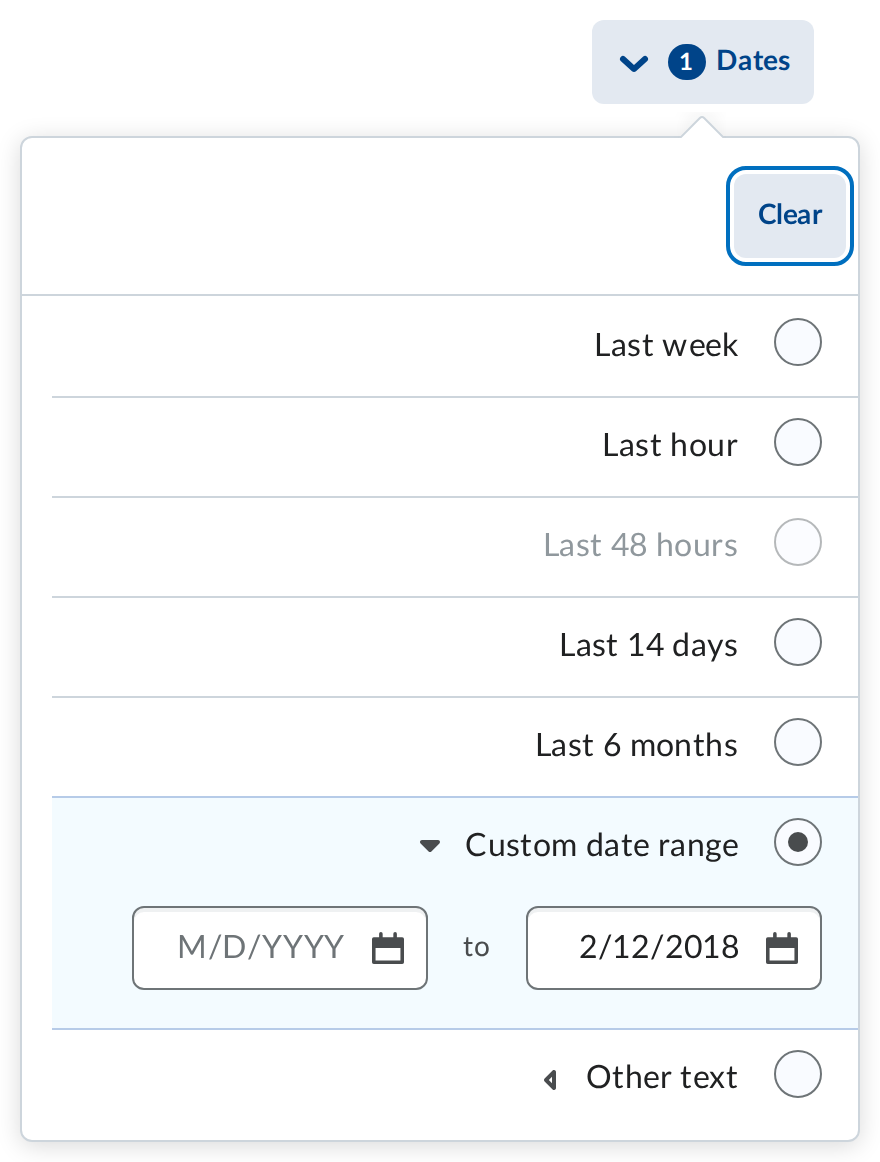 1 Dates
Clear
Last week
Last hour
Last 48 hours
Last 14 days
Last 6 months
Custom date range
2/12/2018 to M/D/YYYY
Other text